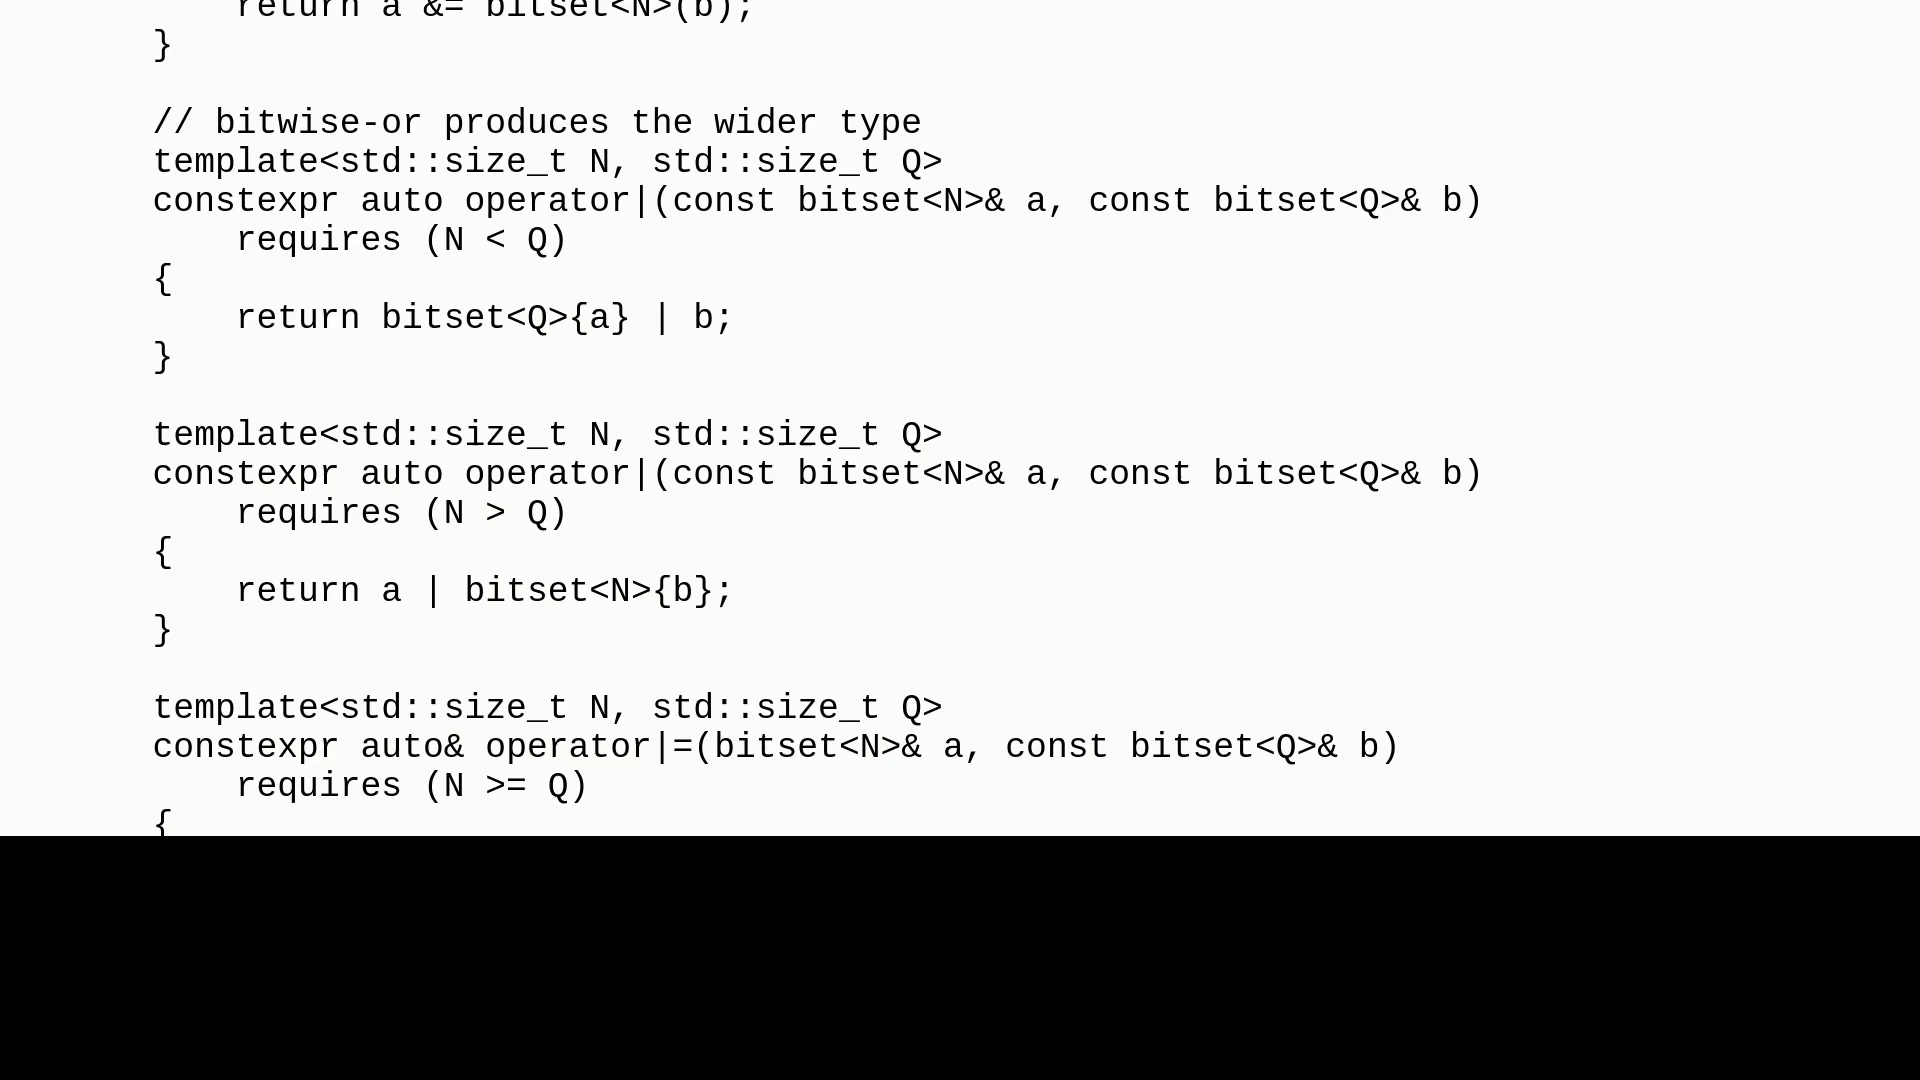 return a &= bitset<N>(b);
}
// bitwise-or produces the wider type
template<std::size_t N, std::size_t Q>
constexpr auto operator|(const bitset<N>& a, const bitset<Q>& b)
    requires (N < Q)
{
    return bitset<Q>{a} | b;
}
template<std::size_t N, std::size_t Q>
constexpr auto operator|(const bitset<N>& a, const bitset<Q>& b)
    requires (N > Q)
{
    return a | bitset<N>{b};
}
template<std::size_t N, std::size_t Q>
constexpr auto& operator|=(bitset<N>& a, const bitset<Q>& b)
    requires (N >= Q)
{